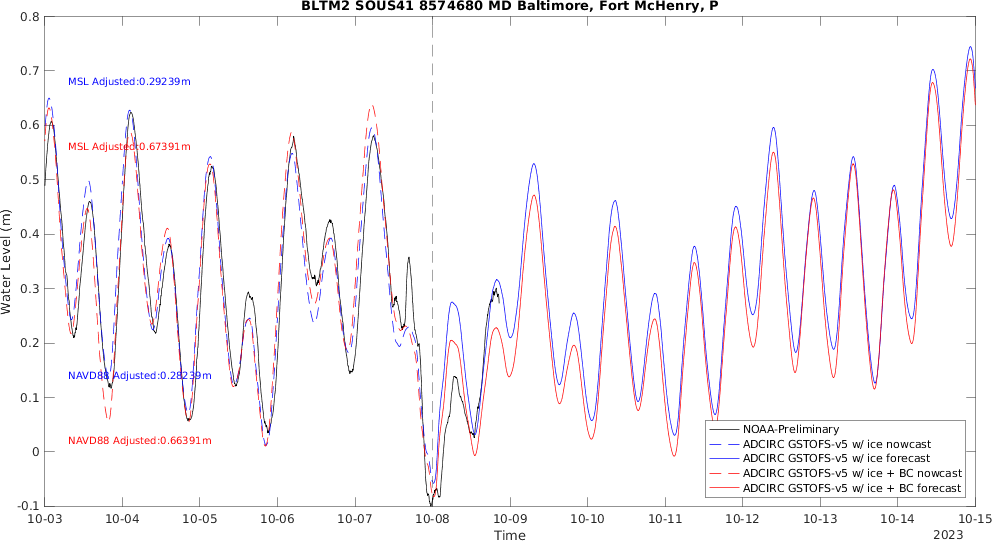 BLTM2 SOUS41 8574680 MD Baltimore, Fort McHenry, P
0.8
0.7
0.6
0.5
0.4
0.3
0.2
0.1
0
-0.1
Water Level (m)
MSL Adjusted:0.29239m
MSL Adjusted:0.67391m
NAVD88 Adjusted:0.28239m
NAVD88 Adjusted:0.66391m
NOAA-Preliminary
ADCIRC GSTOFS-v5 w/ ice nowcast
ADCIRC GSTOFS-v5 w/ ice forecast
ADCIRC GSTOFS-v5 w/ ice + BC nowcast
ADCIRC GSTOFS-v5 w/ ice + BC forecast
10-03 10-04 10-05 10-06 10-07 10-08 10-09 10-10 10-11 10-12 10-13 10-14 10-15
Time
2023